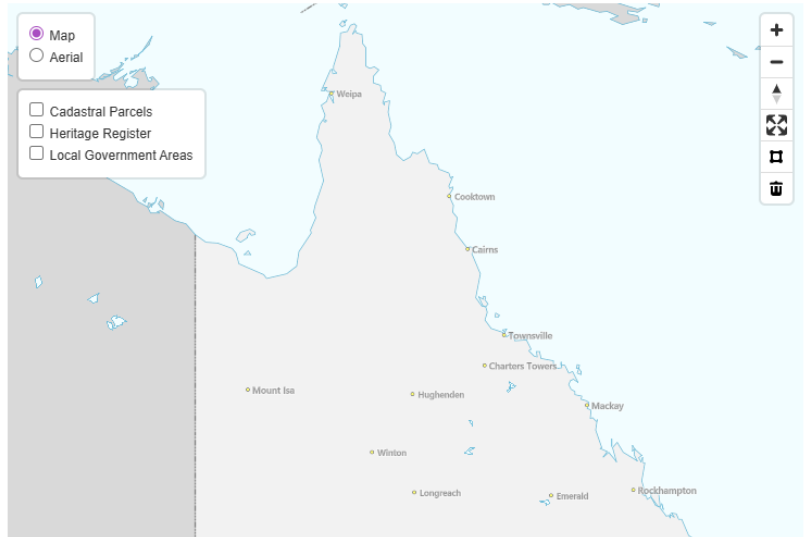 Map
Aerial
Cadastral Parcels
Heritage Register
Local Government Areas
Weipa
Cooktown
Cairns
Townsville
Charters Towers
Mount Isa
Hughenden
Mackay
Winton
Longreach
Emerald
Rockhampton